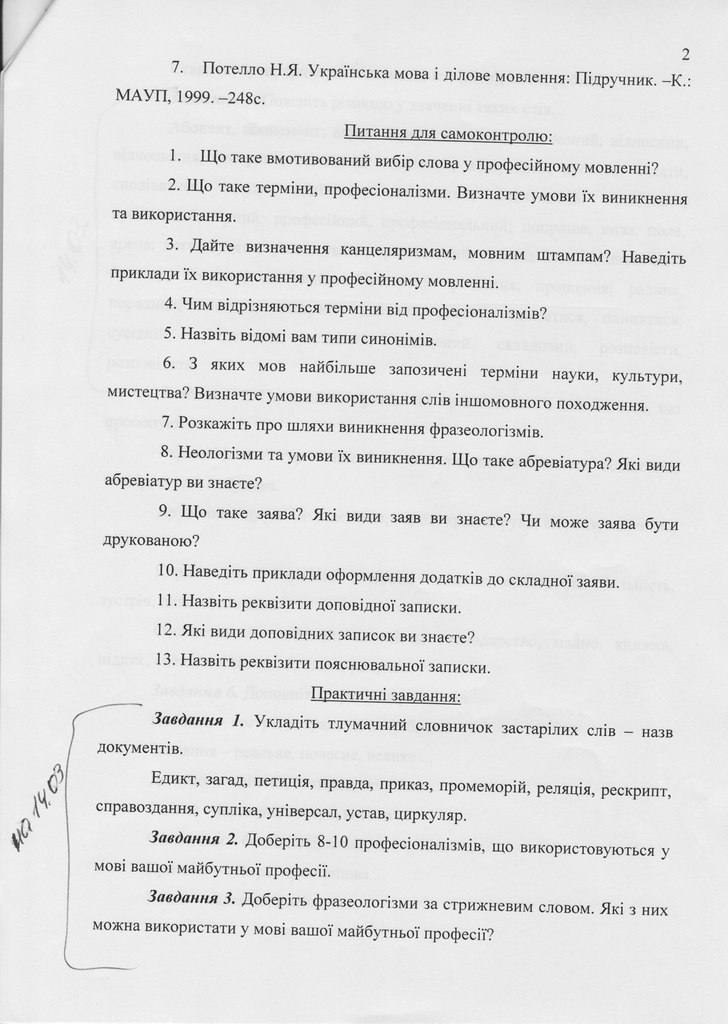 2
7. Потелло Н.Я. Українська мова і ділове мовлення: Підручник. –К.:
МАУП, 1999. –248с.
Питання для самоконтролю:
1. Що таке вмотивований вибір слова у професійному мовленні?
2. Що таке терміни, професіоналізми. Визначте умови їх виникнення
та використання.
3. Дайте визначення канцеляризмам, мовним штампам? Наведіть
приклади їх використання у професійному мовленні.
4. Чим відрізняються терміни від професіоналізмів?
5. Назвіть відомі вам типи синонімів.
6. З яких мов найбільше запозичені терміни науки, культури,
мистецтва? Визначте умови використання слів іншомовного походження.
7. Розкажіть про шляхи виникнення фразеологізмів.
8. Неологізми та умови їх виникнення. Що таке абревіатура? Які види
абревіатур ви знаєте?
9. Що таке заява? Які види заяв ви знаєте? Чи може заява бути
друкованою?
10. Наведіть приклади оформлення додатків до складної заяви.
11. Назвіть реквізити доповідної записки.
12. Які види доповідних записок ви знаєте?
13. Назвіть реквізити пояснювальної записки.
Практичні завдання:
Завдання 1. Укладіть тлумачний словничок застарілих слів – назв
документів.
Едикт, загад, петиція, правда, приказ, промеморій, реляція, рескрипт,
справоздання, супліка, універсал, устав, циркуляр.
Завдання 2. Доберіть 8-10 професіоналізмів, що використовуються у
мові вашої майбутньої професії.
Завдання 3. Доберіть фразеологізми за стрижневим словом. Які з них
можна використати у мові вашої майбутньої професії?
на 14.03